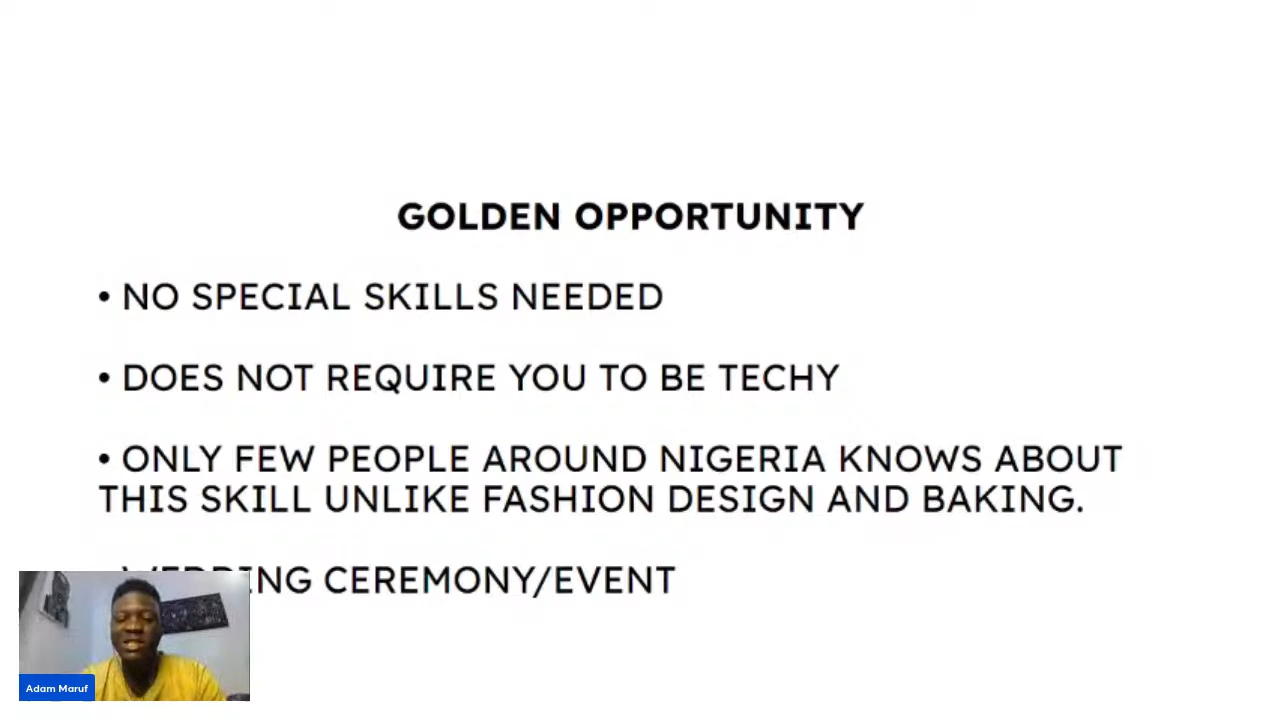 GOLDEN OPPORTUNITY
• NO SPECIAL SKILLS NEEDED
• DOES NOT REQUIRE YOU TO BE TECHY
• ONLY FEW PEOPLE AROUND NIGERIA KNOWS ABOUT
THIS SKILL UNLIKE FASHION DESIGN AND BAKING.
WEDDING CEREMONY/EVENT
Adam Maruf